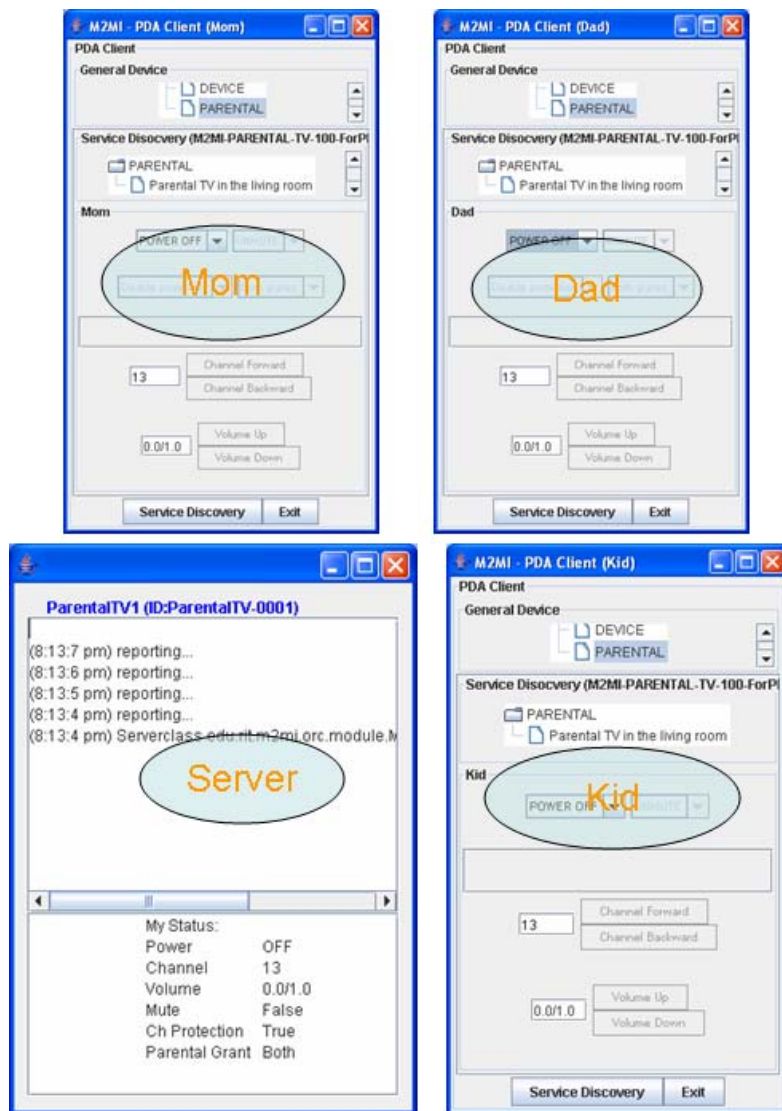 M2MI - PDA Client (Mom)
PDA Client
General Device
DEVICE
PARENTAL
Service Disocvery (M2MI-PARENTAL-TV-100-ForPI
PARENTAL
Parental TV in the living room
Mom
POWER OFF
Mom
13
Channel Forward
Channel Backward
0.0/1.0
Volume Up
Volume Down
Service Discovery
Exit
M2MI - PDA Client (Dad)
PDA Client
General Device
DEVICE
PARENTAL
Service Disocvery (M2MI-PARENTAL-TV-100-ForPI
PARENTAL
Parental TV in the living room
Dad
POWER OFF
Dad
13
Channel Forward
Channel Backward
0.0/1.0
Volume Up
Volume Down
Service Discovery
Exit
ParentalTV1 (ID:ParentalTV-0001)
(8:13:7 pm) reporting...
(8:13:6 pm) reporting...
(8:13:5 pm) reporting...
(8:13:4 pm) reporting...
(8:13:4 pm) Serverclass edu.rit.m2mi.orc.module.M
Server
My Status:
Power OFF
Channel 13
Volume 0.0/1.0
Mute False
Ch Protection True
Parental Grant Both
M2MI - PDA Client (Kid)
PDA Client
General Device
DEVICE
PARENTAL
Service Disocvery (M2MI-PARENTAL-TV-100-ForPI
PARENTAL
Parental TV in the living room
Kid
POWER OFF
Kid
13
Channel Forward
Channel Backward
0.0/1.0
Volume Up
Volume Down
Service Discovery
Exit